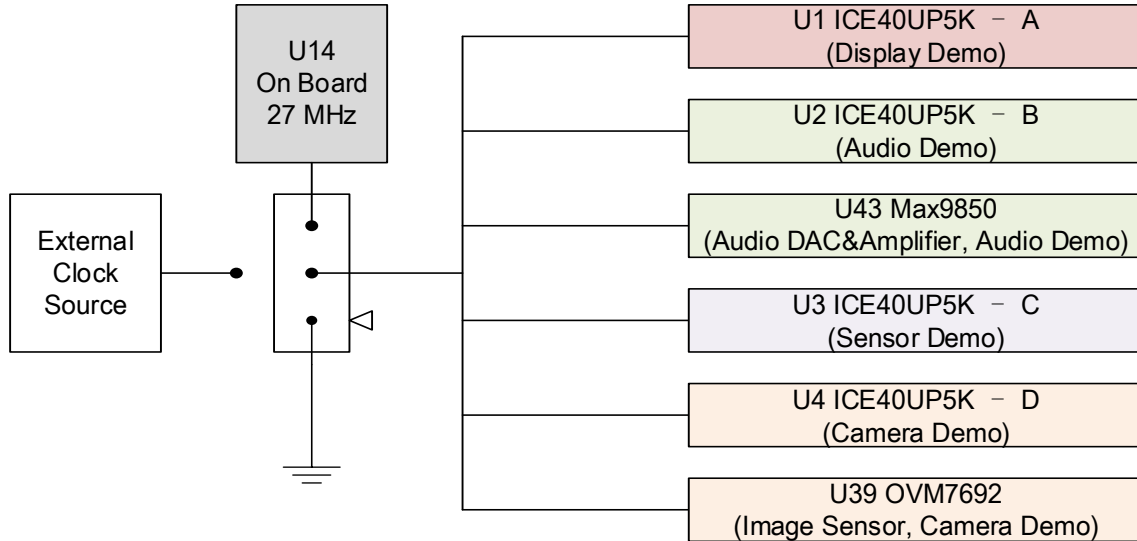 U14
On Board
27 MHz
External
Clock
Source
U1 ICE40UP5K – A
(Display Demo)
U2 ICE40UP5K – B
(Audio Demo)
U43 Max9850
(Audio DAC&Amplifier, Audio Demo)
U3 ICE40UP5K – C
(Sensor Demo)
U4 ICE40UP5K – D
(Camera Demo)
U39 OVM7692
(Image Sensor, Camera Demo)